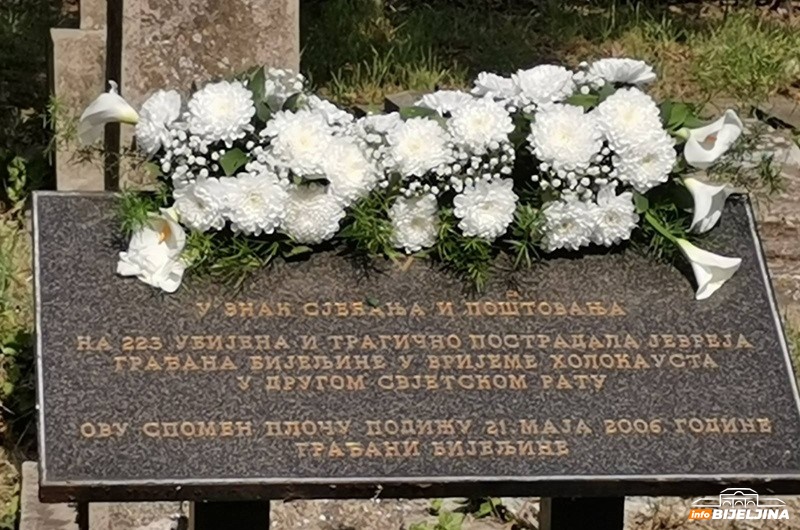 У ЗНАК СЈЕЋАЊА И ПОШТОВАЊА
НА 223 УБИЈЕНА И ТРАГИЧНО ПОСТРАДАЛА ЈЕВРЕЈА
ГРАЂАНА БИЈЕЉИНЕ У ВРИЈЕМЕ ХОЛОКАУСТА
У ДРУГОМ СВЈЕТСКОМ РАТУ
ОВУ СПОМЕН ПЛОЧУ ПОДИЖУ 21. МАЈА 2006. ГОДИНЕ
ГРАЂАНИ БИЈЕЉИНЕ
info BIJELJINA